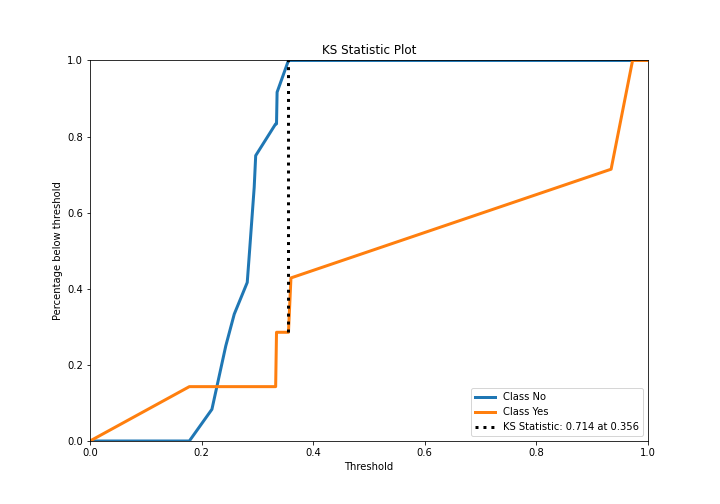 KS Statistic Plot
1.0
0.8
0.6
0.4
0.2
0.0
Percentage below threshold
0.0 0.2 0.4 0.6 0.8 1.0
Threshold
Class No
Class Yes
KS Statistic: 0.714 at 0.356